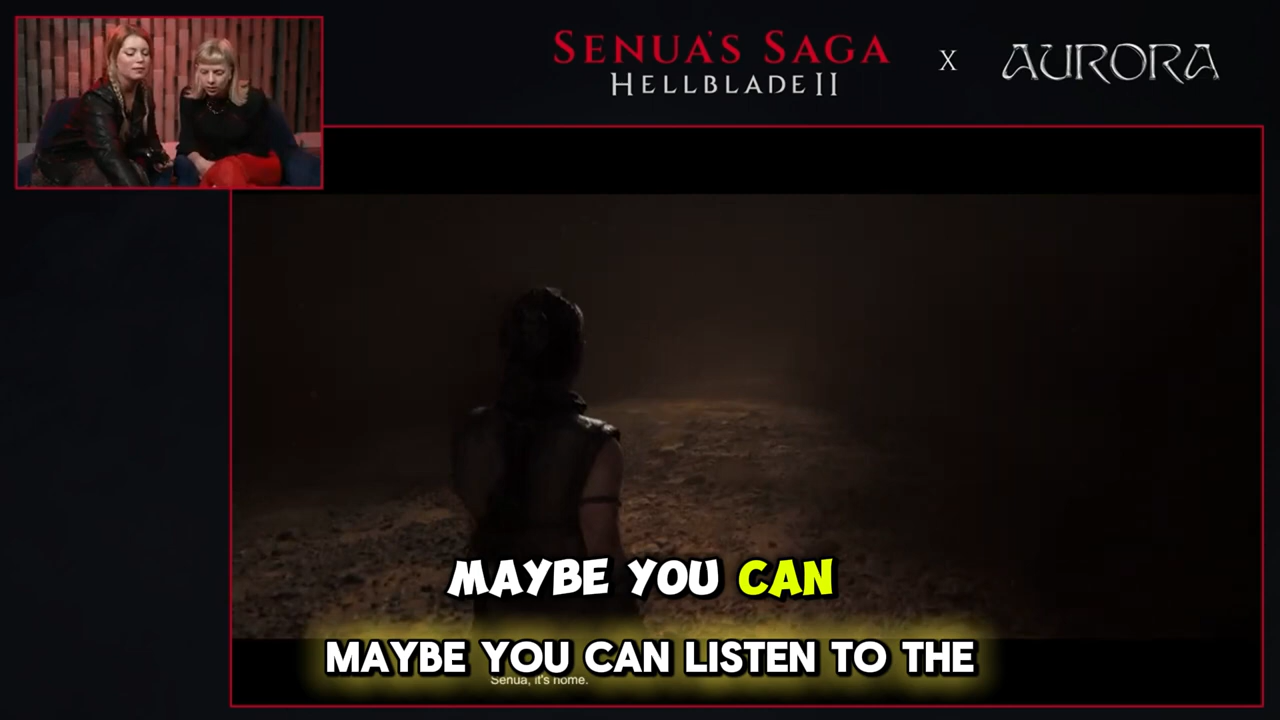 SENUA'S SAGA
HELLBLADE II
X
AURORA
MAYBE YOU CAN
MAYBE YOU CAN LISTEN TO THE
Senua, it's home.